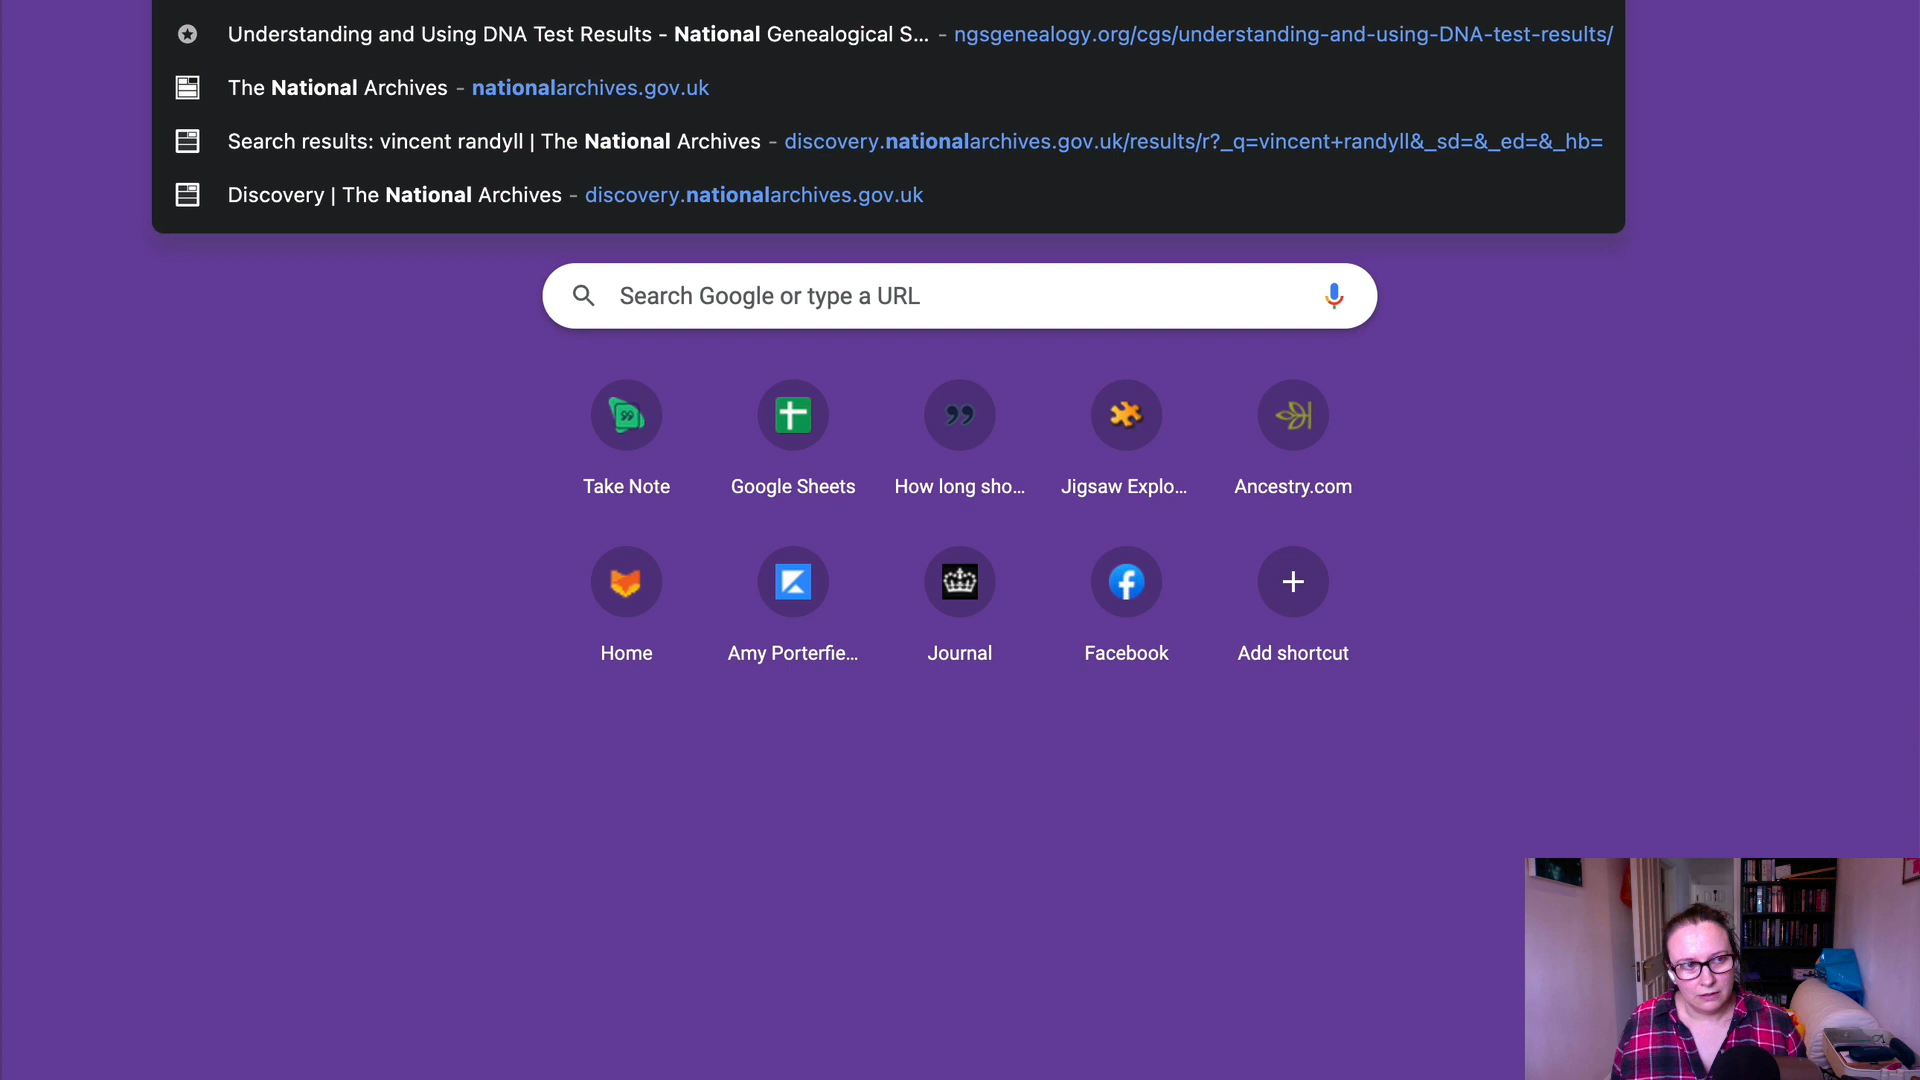 Understanding and Using DNA Test Results - National Genealogical S... - ngsgenealogy.org/cgs/understanding-and-using-DNA-test-results/
The National Archives - nationalarchives.gov.uk
Search results: vincent randyll | The National Archives - discovery.nationalarchives.gov.uk/results/r?_q=vincent+randyll&_sd=&_ed=&_hb=
Discovery | The National Archives - discovery.nationalarchives.gov.uk
Search Google or type a URL
Take Note
Google Sheets
How long sho...
Jigsaw Explo...
Ancestry.com
Home
Amy Porterfie...
Journal
Facebook
Add shortcut